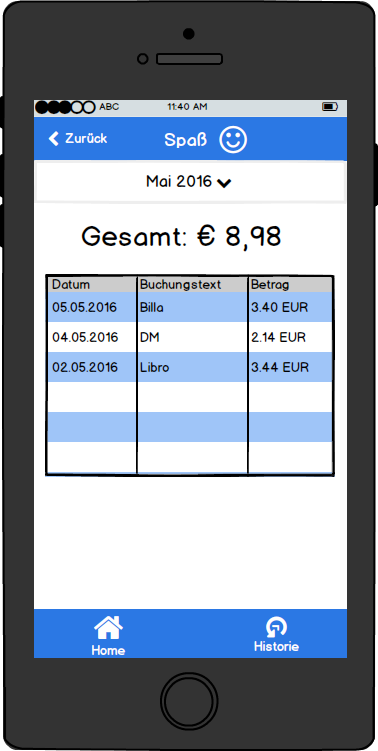 ABC 11:40 AM
Zurück Spaß
Mai 2016
Gesamt: € 8,98
Datum Buchungstext Betrag
05.05.2016 Billa 3.40 EUR
04.05.2016 DM 2.14 EUR
02.05.2016 Libro 3.44 EUR
Home Historie